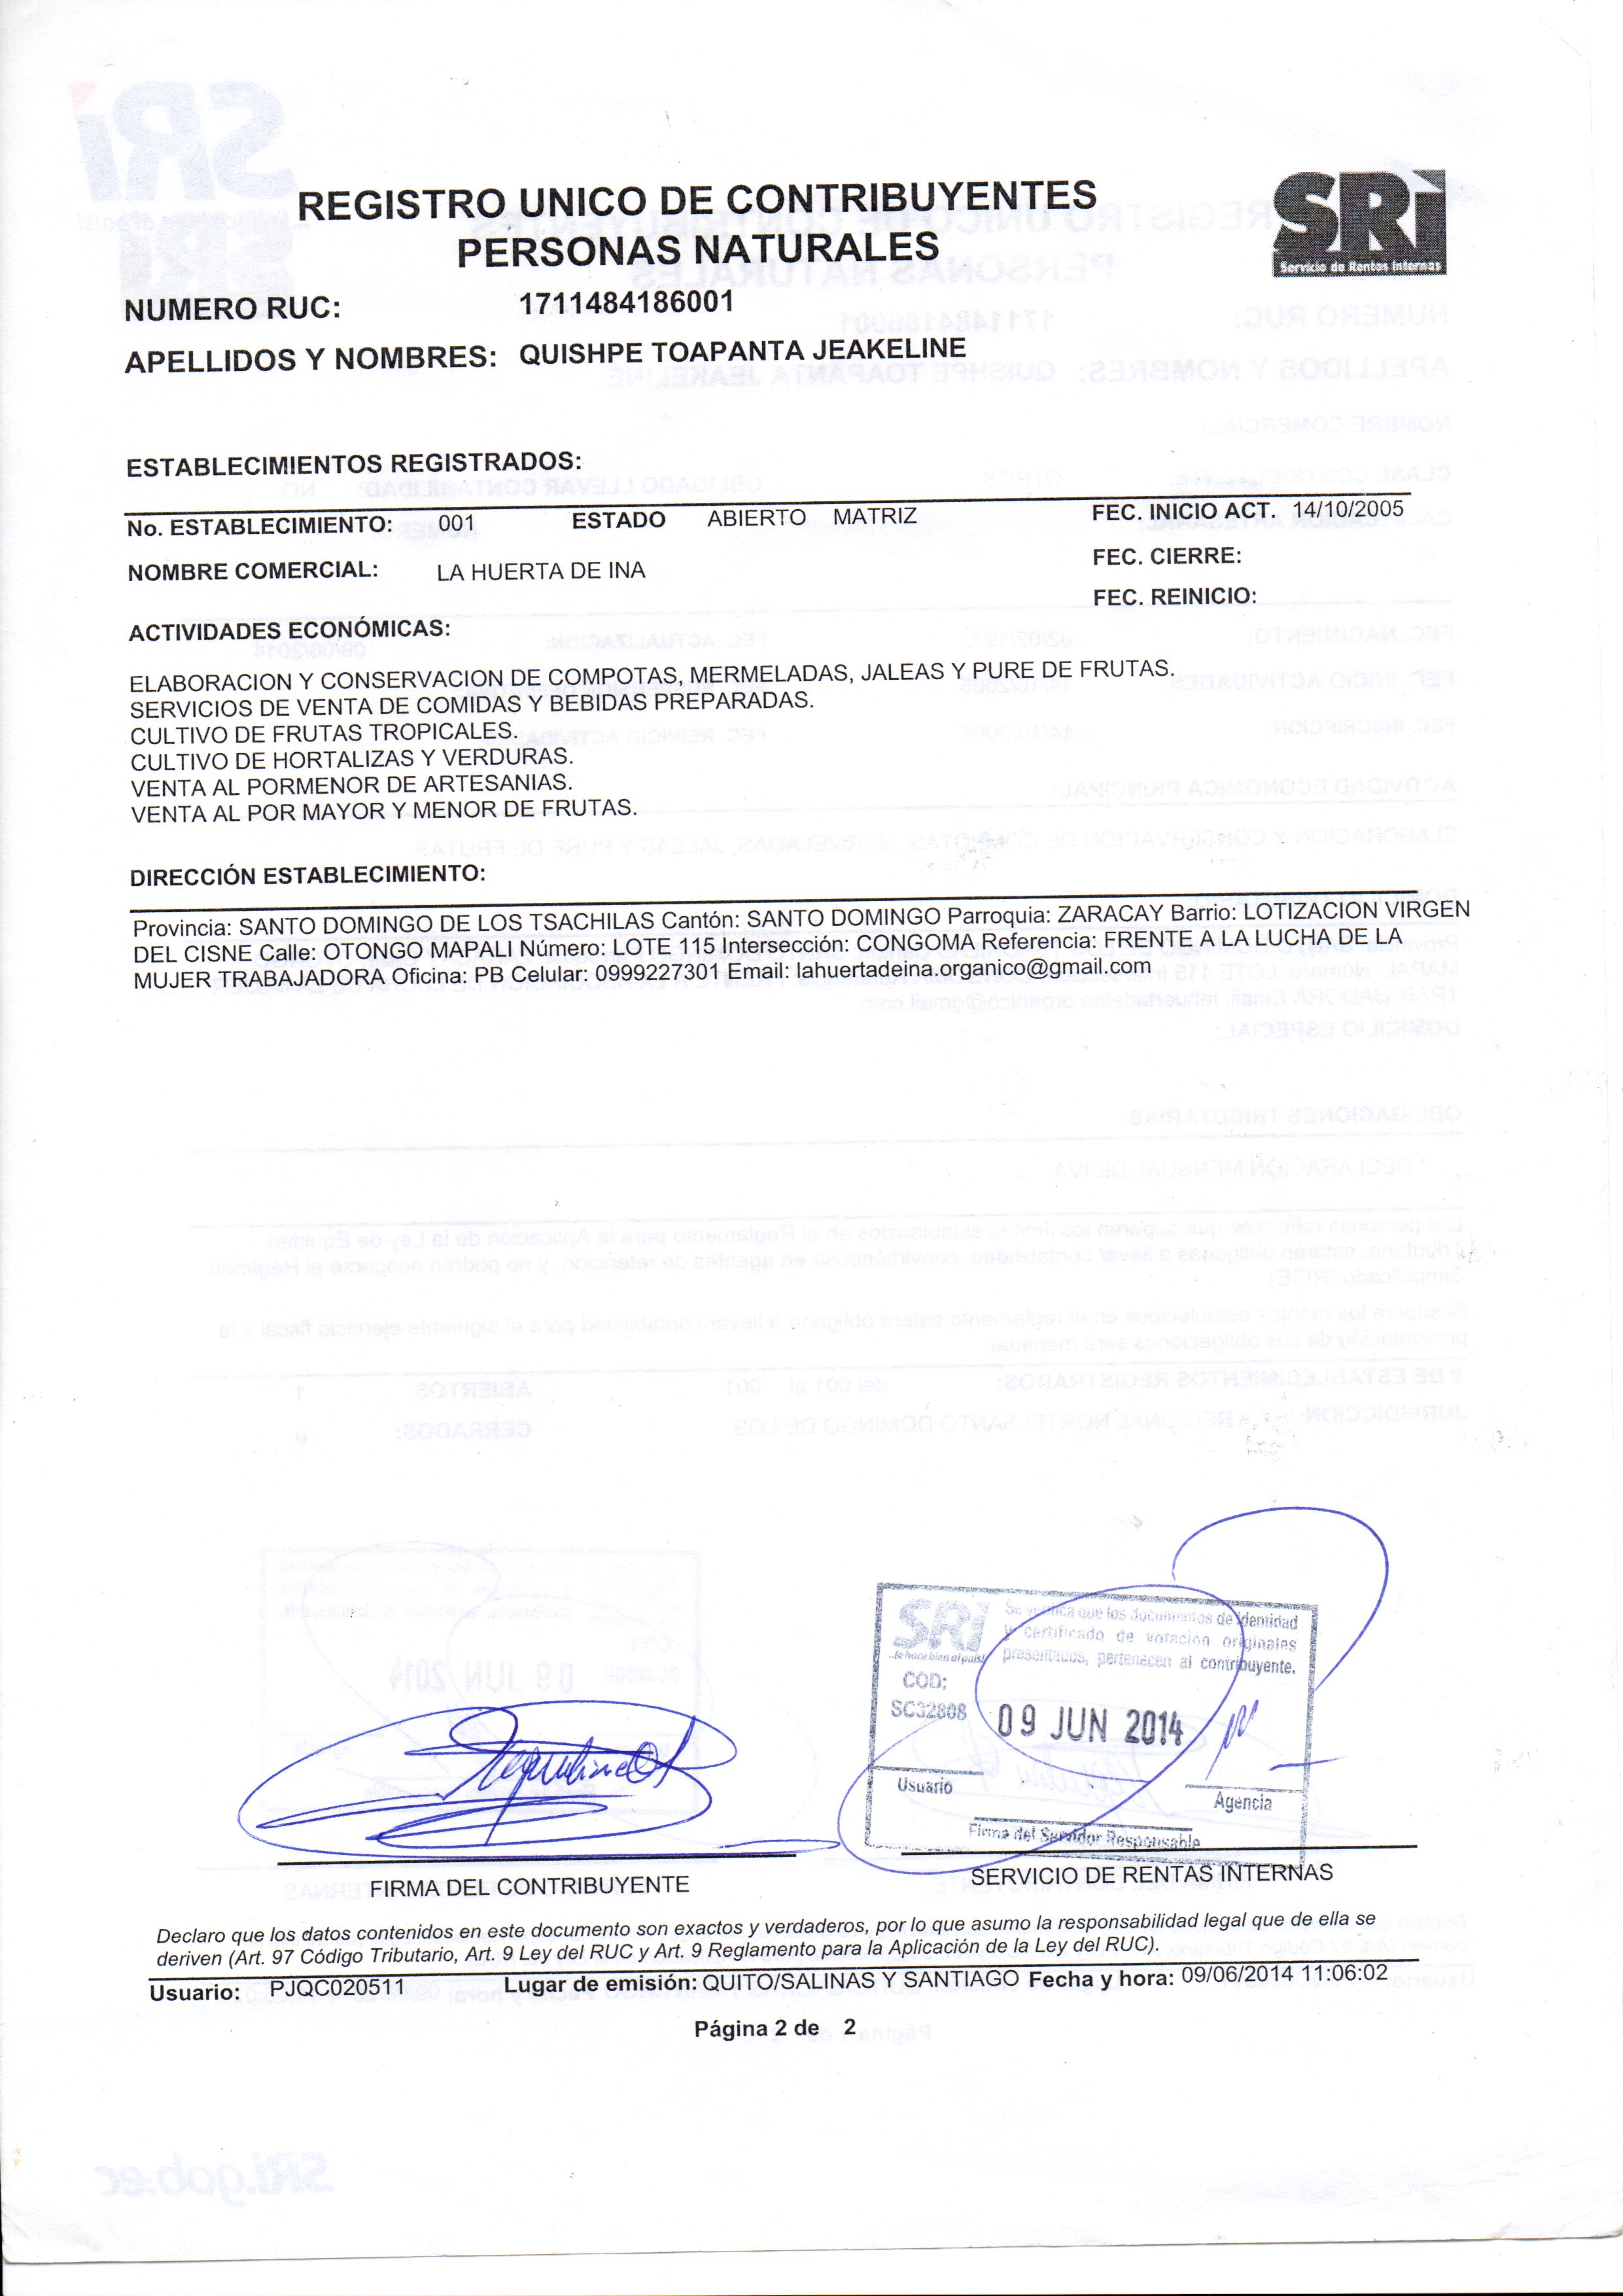 REGISTRO UNICO DE CONTRIBUYENTES
PERSONAS NATURALES
SRi
Servicio de Rentas Internas
NUMERO RUC: 1711484186001
APELLIDOS Y NOMBRES: QUISHPE TOAPANTA JEAKELINE
ESTABLECIMIENTOS REGISTRADOS:
No. ESTABLECIMIENTO: 001 ESTADO ABIERTO MATRIZ FEC. INICIO ACT. 14/10/2005
NOMBRE COMERCIAL: LA HUERTA DE INA FEC. CIERRE:
FEC. REINICIO:
ACTIVIDADES ECONÓMICAS:
ELABORACION Y CONSERVACION DE COMPOTAS, MERMELADAS, JALEAS Y PURE DE FRUTAS.
SERVICIOS DE VENTA DE COMIDAS Y BEBIDAS PREPARADAS.
CULTIVO DE FRUTAS TROPICALES.
CULTIVO DE HORTALIZAS Y VERDURAS.
VENTA AL PORMENOR DE ARTESANIAS.
VENTA AL POR MAYOR Y MENOR DE FRUTAS.
DIRECCIÓN ESTABLECIMIENTO:
Provincia: SANTO DOMINGO DE LOS TSACHILAS Cantón: SANTO DOMINGO Parroquia: ZARACAY Barrio: LOTIZACION VIRGEN
DEL CISNE Calle: OTONGO MAPALI Número: LOTE 115 Intersección: CONGOMA Referencia: FRENTE A LA LUCHA DE LA
MUJER TRABAJADORA Oficina: PB Celular: 0999227301 Email: lahuertadeina.organico@gmail.com
SRi
...le hace bien al país!
Se verifica que los documentos de identidad
y certificado de votación originales
presentados, pertenecen al contribuyente.
COD:
SC32808
09 JUN 2014
Usuario
Agencia
Firma del Servidor Responsable
FIRMA DEL CONTRIBUYENTE SERVICIO DE RENTAS INTERNAS
Declaro que los datos contenidos en este documento son exactos y verdaderos, por lo que asumo la responsabilidad legal que de ella se
deriven (Art. 97 Código Tributario, Art. 9 Ley del RUC y Art. 9 Reglamento para la Aplicación de la Ley del RUC).
Usuario: PJQC020511 Lugar de emisión: QUITO/SALINAS Y SANTIAGO Fecha y hora: 09/06/2014 11:06:02
Página 2 de 2